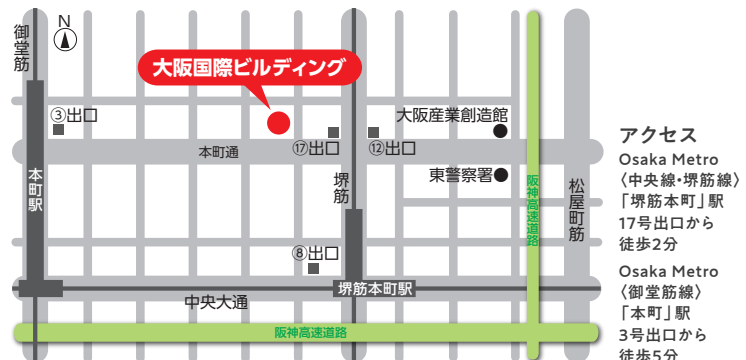 御堂筋
N
大阪国際ビルディング
③出口
大阪産業創造館
本町通
⑰出口
⑫出口
本町駅
堺筋
東警察署
阪神高速道路
松屋町筋
⑧出口
堺筋本町駅
中央大通
阪神高速道路
アクセス
Osaka Metro
〈中央線・堺筋線〉
「堺筋本町」駅
17号出口から
徒歩2分
Osaka Metro
〈御堂筋線〉
「本町」駅
3号出口から
徒歩5分